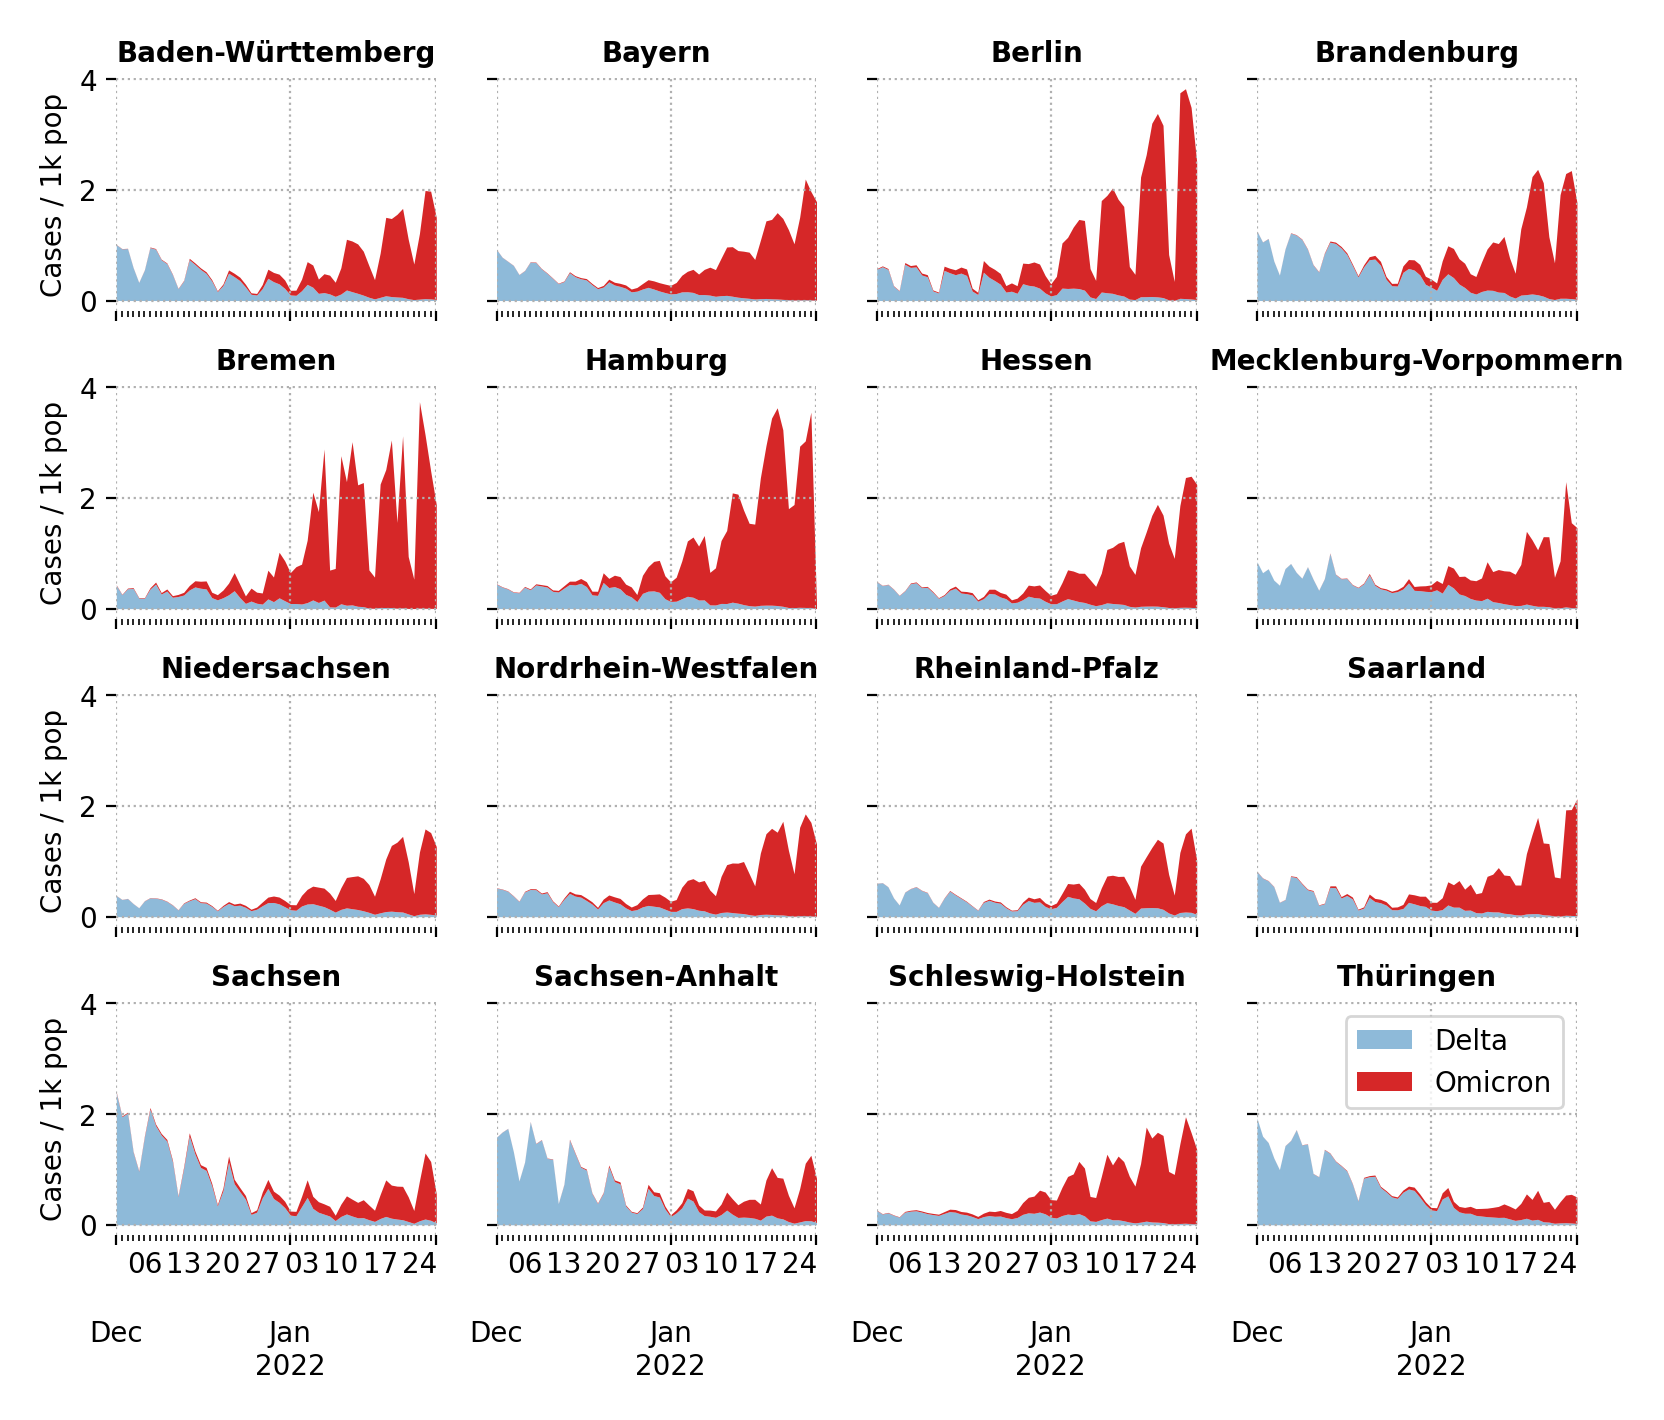 Baden-Württemberg Bayern Berlin Brandenburg
4
2
0
Cases / 1k pop
Bremen Hamburg Hessen Mecklenburg-Vorpommern
4
2
0
Cases / 1k pop
Niedersachsen Nordrhein-Westfalen Rheinland-Pfalz Saarland
4
2
0
Cases / 1k pop
Sachsen Sachsen-Anhalt Schleswig-Holstein Thüringen
4
2
0
Cases / 1k pop
Delta
Omicron
06 13 20 27 03 10 17 24 06 13 20 27 03 10 17 24 06 13 20 27 03 10 17 24 06 13 20 27 03 10 17 24
Dec Jan Dec Jan Dec Jan Dec Jan
2022 2022 2022 2022